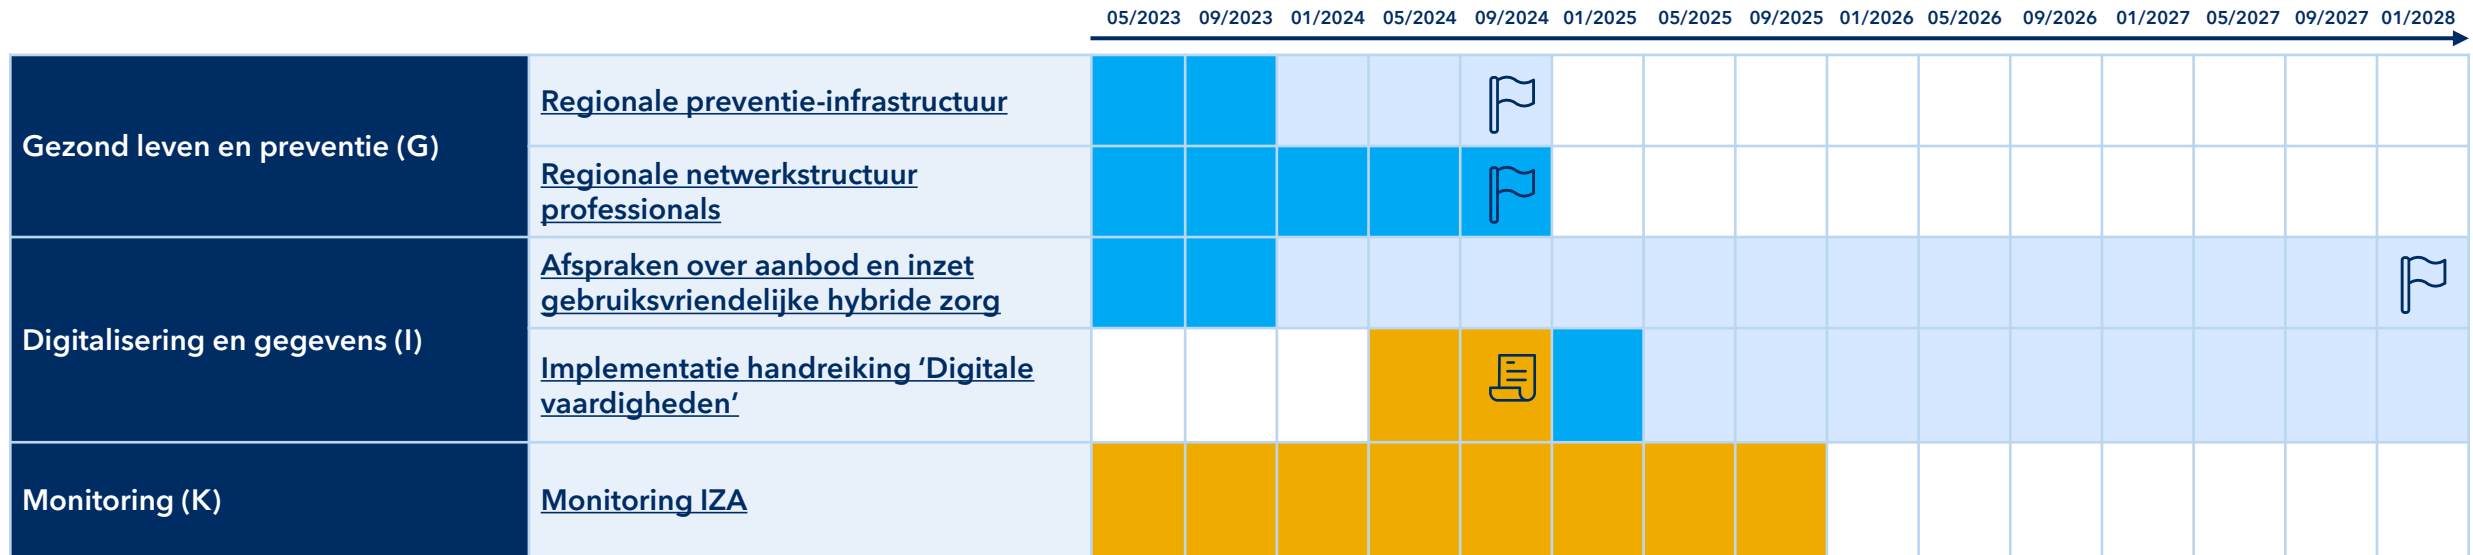 05/2023 09/2023 01/2024 05/2024 09/2024 01/2025 05/2025 09/2025 01/2026 05/2026 09/2026 01/2027 05/2027 09/2027 01/2028
Gezond leven en preventie (G)
Regionale preventie-infrastructuur
Regionale netwerkstructuur
professionals
Digitalisering en gegevens (I)
Afspraken over aanbod en inzet
gebruiksvriendelijke hybride zorg
Implementatie handreiking ‘Digitale
vaardigheden’
Monitoring (K)
Monitoring IZA